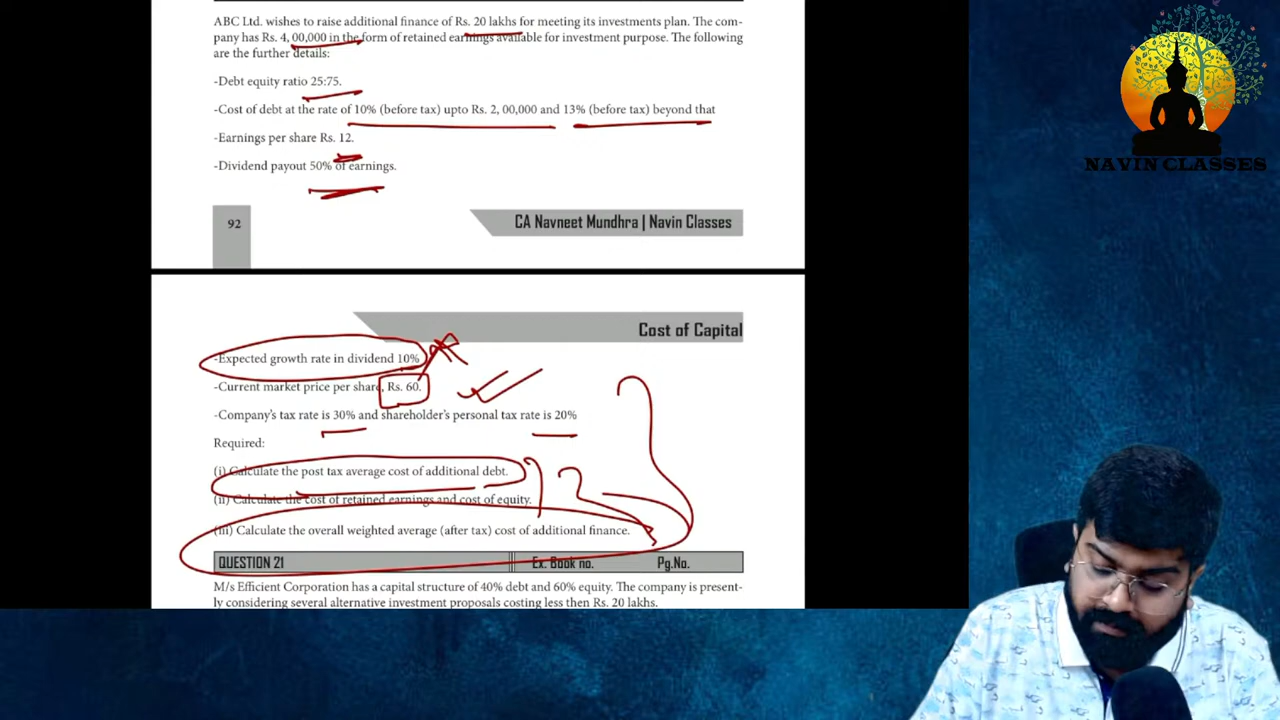 ABC Ltd. wishes to raise additional finance of Rs. 20 lakhs for meeting its investments plan. The com-
pany has Rs. 4, 00,000 in the form of retained earnings available for investment purpose. The following
are the further details:
-Debt equity ratio 25:75.
-Cost of debt at the rate of 10% (before tax) upto Rs. 2, 00,000 and 13% (before tax) beyond that
-Earnings per share Rs. 12.
-Dividend payout 50% of earnings.
NAVIN CLASSES
92
CA Navneet Mundhra | Navin Classes
Cost of Capital
-Expected growth rate in dividend 10%
-Current market price per share, Rs. 60.
-Company's tax rate is 30% and shareholder's personal tax rate is 20%
Required:
(i) Calculate the post tax average cost of additional debt.
(ii) Calculate the cost of retained earnings and cost of equity.
(iii) Calculate the overall weighted average (after tax) cost of additional finance.
QUESTION 21 Ex. Book no. Pg.No.
M/s Efficient Corporation has a capital structure of 40% debt and 60% equity. The company is present-
ly considering several alternative investment proposals costing less then Rs. 20 lakhs.